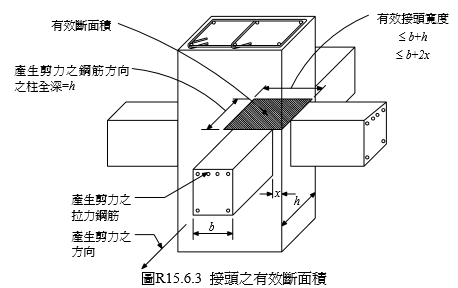 有效斷面積
有效接頭寬度
≤ b+h
≤ b+2x
產生剪力之鋼筋方向
之柱全深=h
x
h
產生剪力之
拉力鋼筋
b
產生剪力之
方向
圖R15.6.3 接頭之有效斷面積